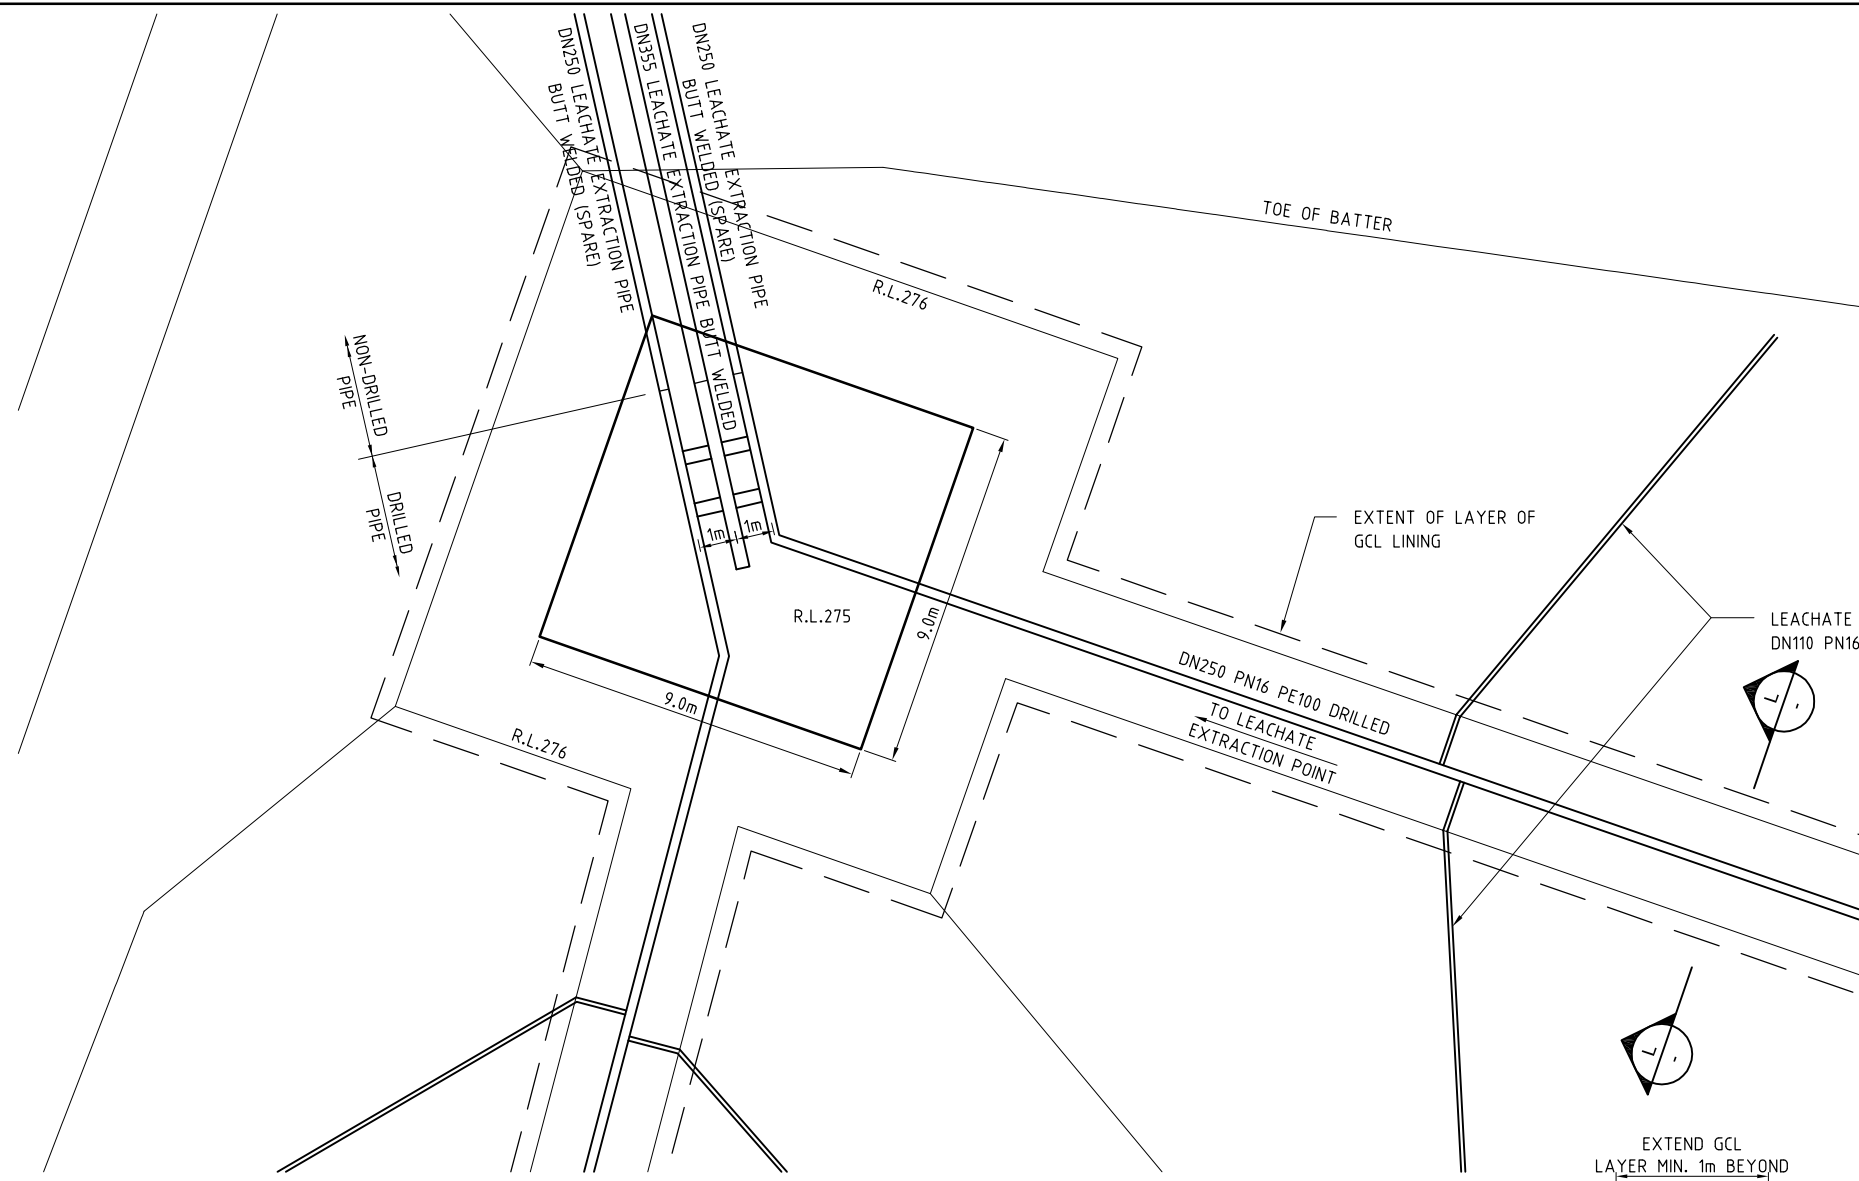 DN250 LEACHATE EXTRACTION PIPE
BUTT WELDED (SPARE)
DN355 LEACHATE EXTRACTION PIPE BUTT WELDED
DN250 LEACHATE EXTRACTION PIPE
BUTT WELDED (SPARE)
TOE OF BATTER
R.L.276
NON-DRILLED
PIPE
DRILLED
PIPE
1m
1m
EXTENT OF LAYER OF
GCL LINING
R.L.275
9.0m
9.0m
LEACHATE
DN110 PN16
DN250 PN16 PE100 DRILLED
TO LEACHATE
EXTRACTION POINT
R.L.276
L
-
L
-
EXTEND GCL
LAYER MIN. 1m BEYOND